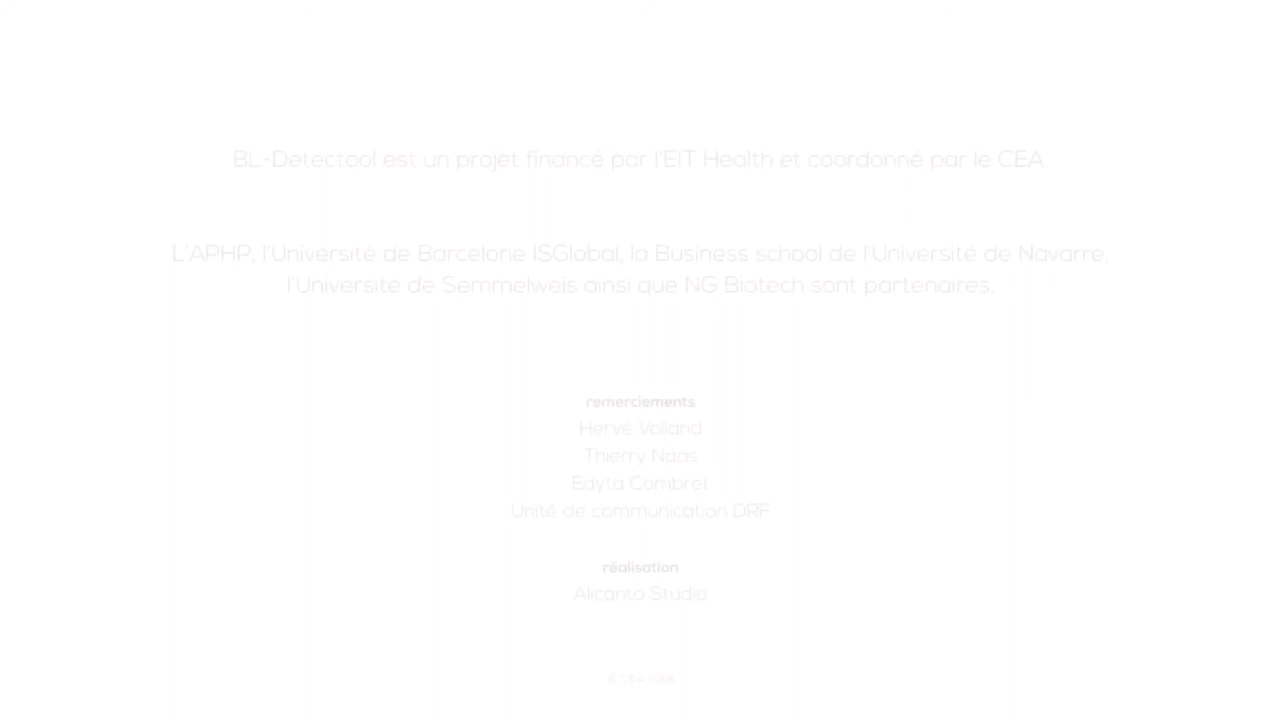 BL-Detectool est un projet financé par l'EIT Health et coordonné par le CEA.
L'APHP, l'Université de Barcelone ISGlobal, la Business school de l'Université de Navarre,
l'Universite de Semmelweis ainsi que NG Biotech sont partenaires.
remerciements
Hervé Volland
Thierry Naas
Edyta Combret
Unité de communication DRF
réalisation
Alicanto Studio
© CEA